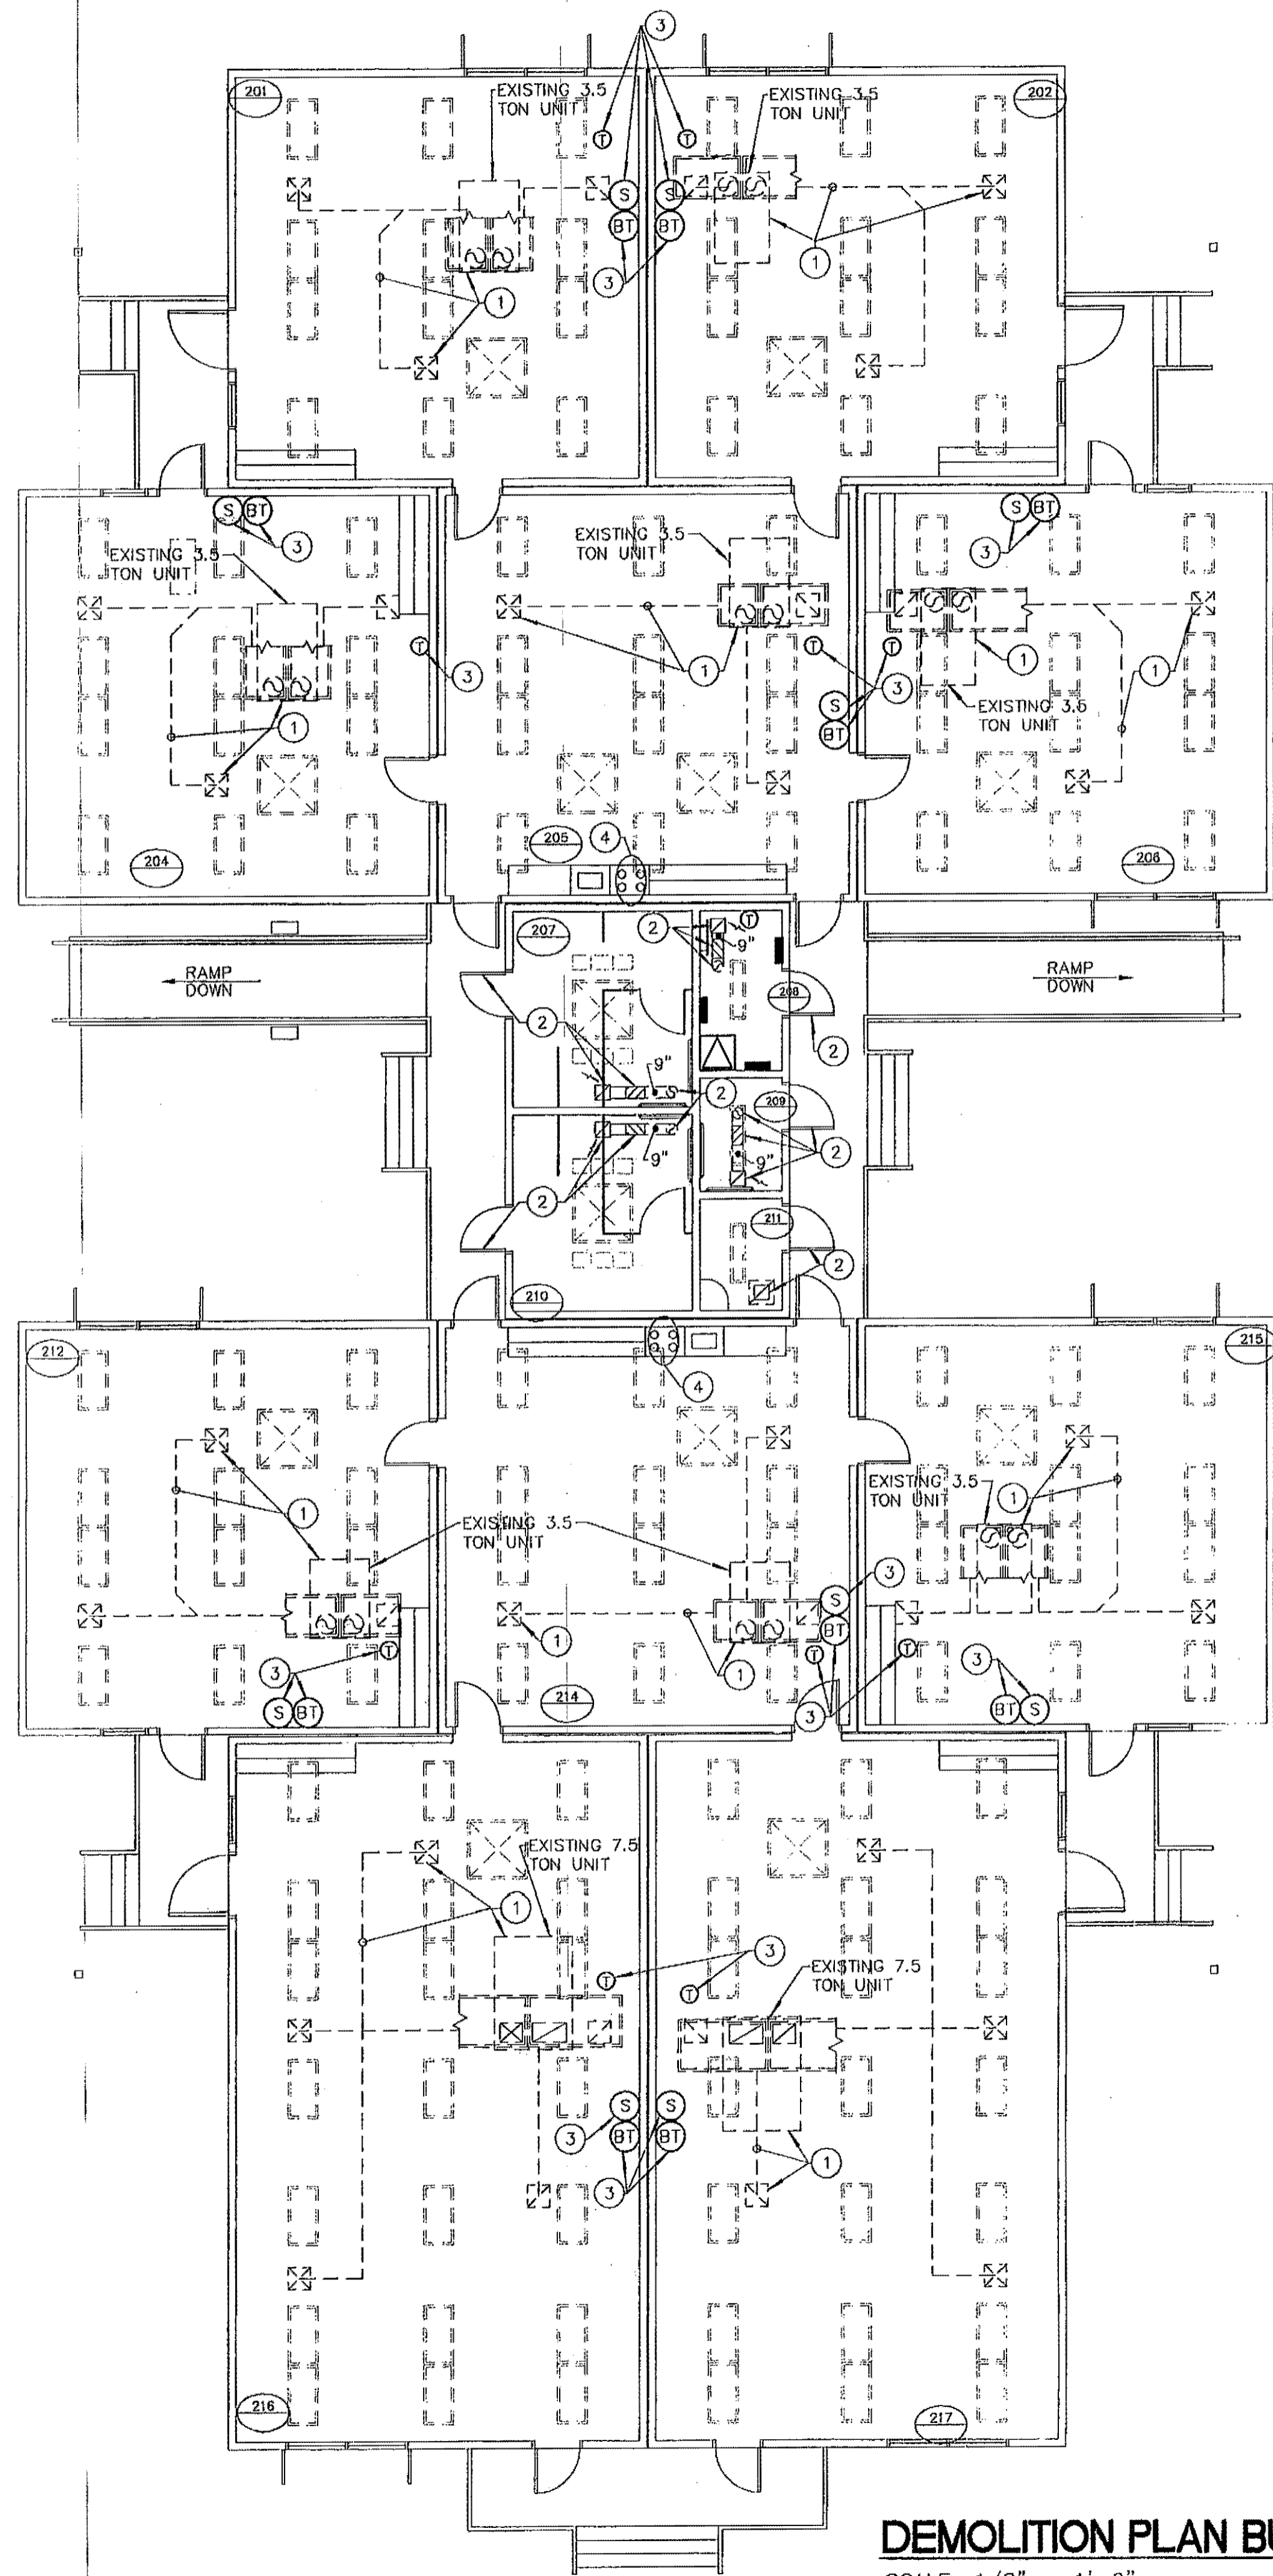 3
201
EXISTING 3.5
TON UNIT
EXISTING 3.5
TON UNIT
202
T
T
S
S
BT
BT
3
1
1
S
BT
3
EXISTING 3.5
TON UNIT
EXISTING 3.5
TON UNIT
S
BT
3
T
3
1
T
3
T
1
1
S
BT
EXISTING 3.5
TON UNIT
1
204
205
4
206
207
2
T
9"
RAMP
DOWN
RAMP
DOWN
208
2
2
9"
2
209
9"
9"
2
2
211
2
210
212
215
4
EXISTING 3.5
TON UNIT
1
1
EXISTING 3.5
TON UNIT
3
S
BT
1
1
T
3
T
T
3
S
BT
214
3
BT
S
EXISTING 7.5
TON UNIT
1
3
T
T
EXISTING 7.5
TON UNIT
S
S
3
BT
BT
1
3
216
217
DEMOLITION PLAN